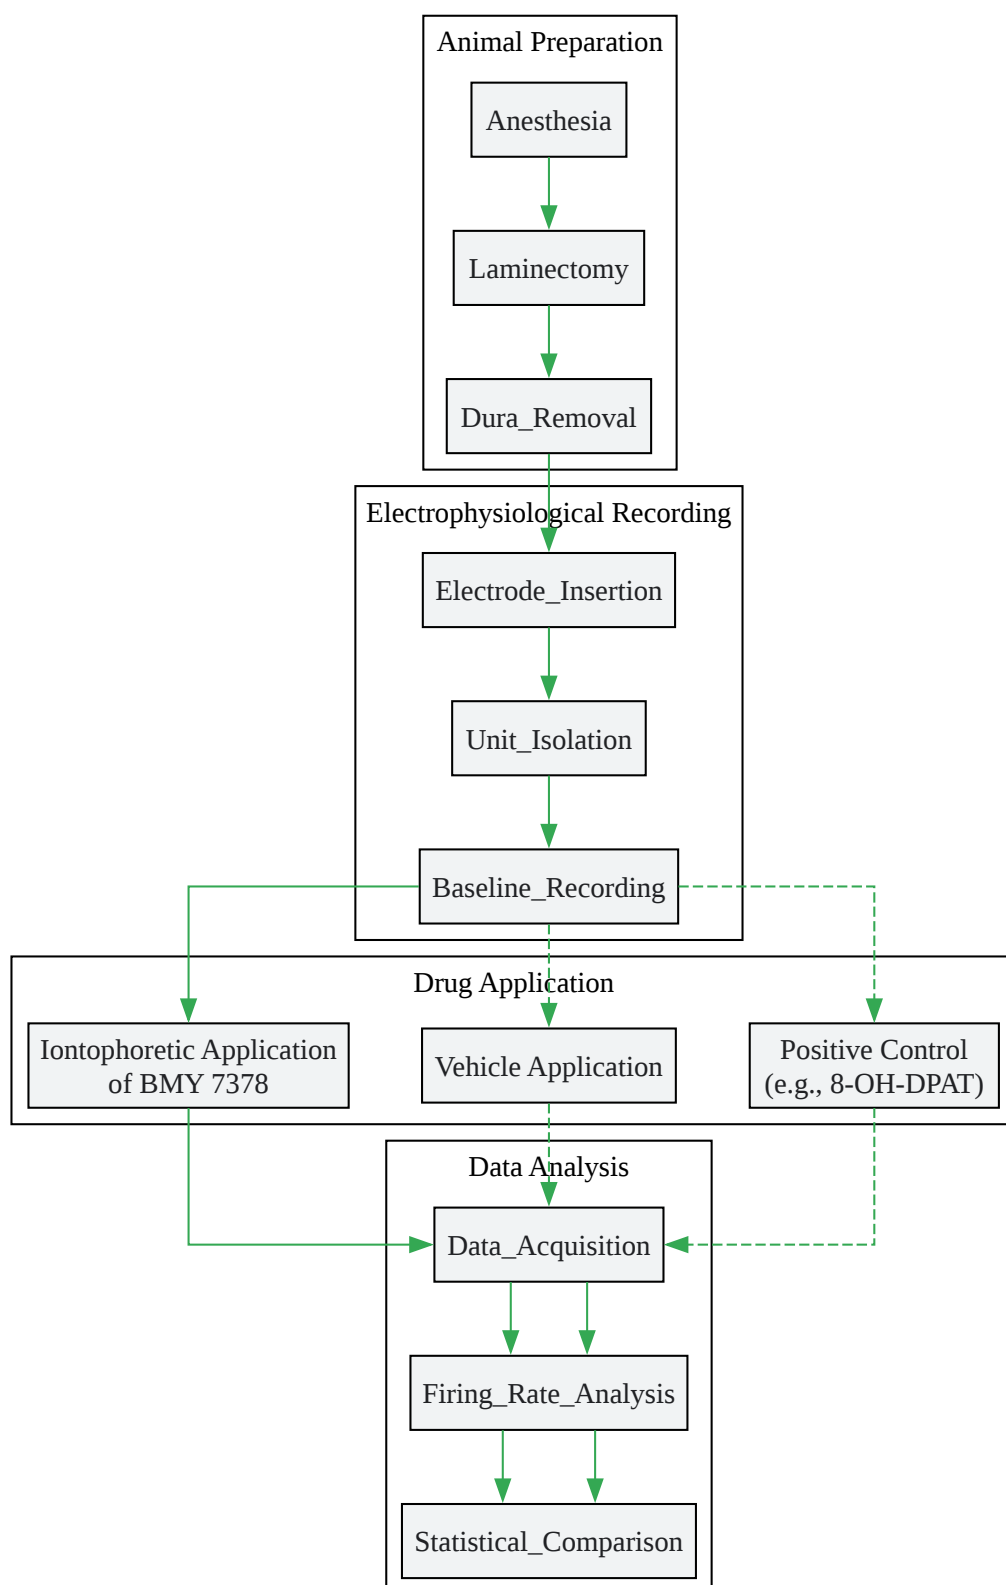 Animal Preparation
Anesthesia
Laminectomy
Dura_Removal
Electrophysiological Recording
Electrode_Insertion
Unit_Isolation
Baseline_Recording
Drug Application
Iontophoretic Application
of BMY 7378
Vehicle Application
Positive Control
(e.g., 8-OH-DPAT)
Data Analysis
Data_Acquisition
Firing_Rate_Analysis
Statistical_Comparison